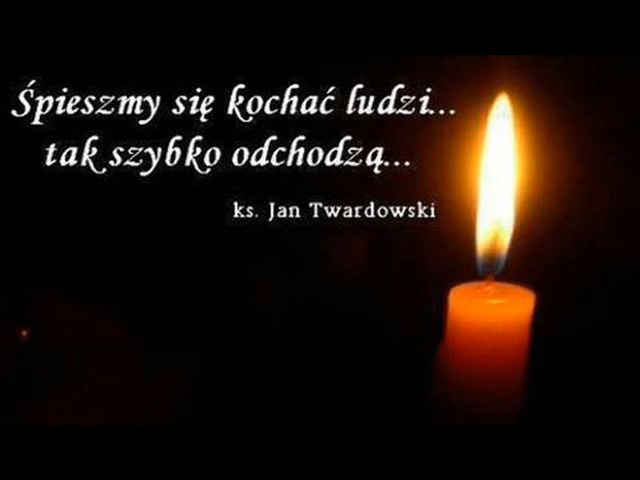 Śpieszmy się kochać ludzi...
tak szybko odchodzą...
ks. Jan Twardowski